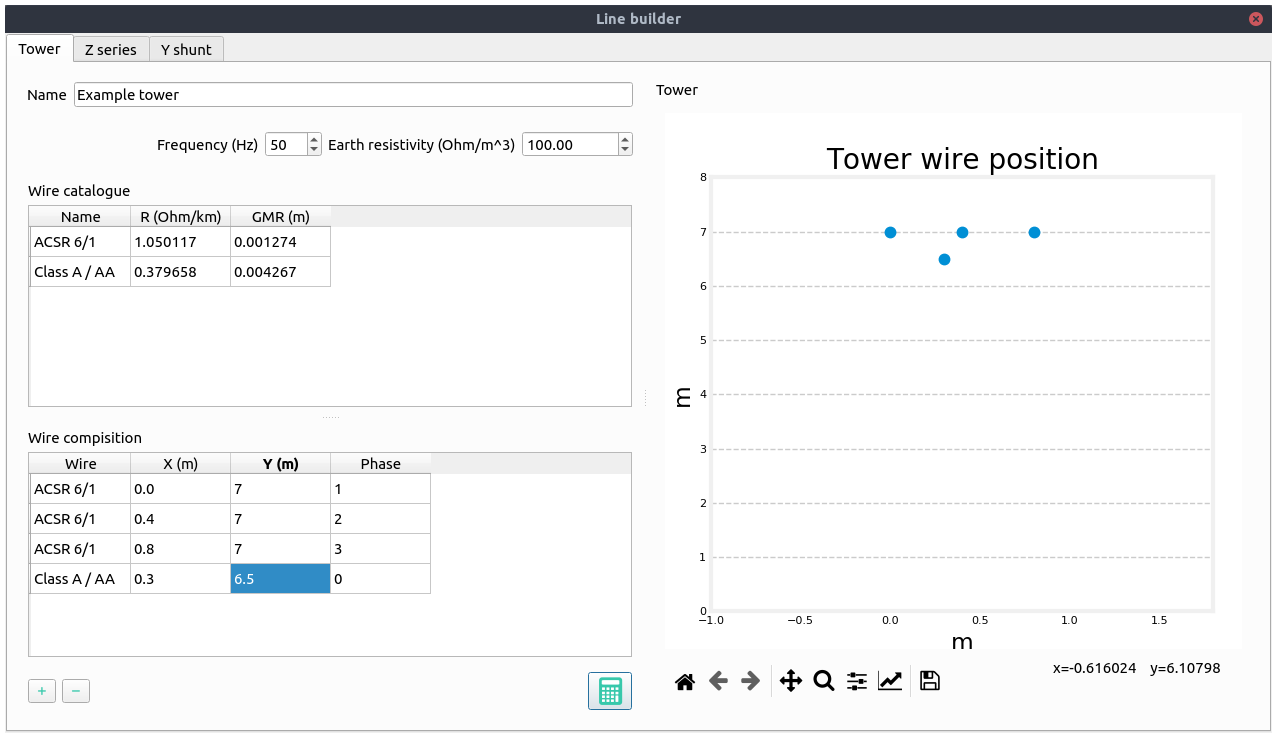 Line builder
Tower Z series Y shunt
Name Example tower
Frequency (Hz) 50 Earth resistivity (Ohm/m^3) 100.00
Wire catalogue
Name R (Ohm/km) GMR (m)
ACSR 6/1 1.050117 0.001274
Class A / AA 0.379658 0.004267
Wire compisition
Wire X (m) Y (m) Phase
ACSR 6/1 0.0 7 1
ACSR 6/1 0.4 7 2
ACSR 6/1 0.8 7 3
Class A / AA 0.3 6.5 0
+ −
Tower
Tower wire position
8
7
6
5
4
3
2
1
0
m
−1.0 −0.5 0.0 0.5 1.0 1.5
m
x=-0.616024 y=6.10798